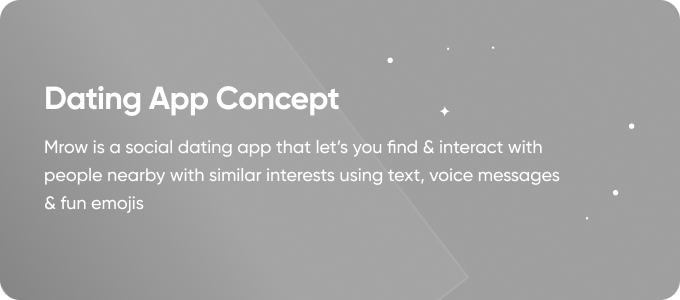 Dating App Concept
Mrow is a social dating app that let’s you find & interact with
people nearby with similar interests using text, voice messages
& fun emojis